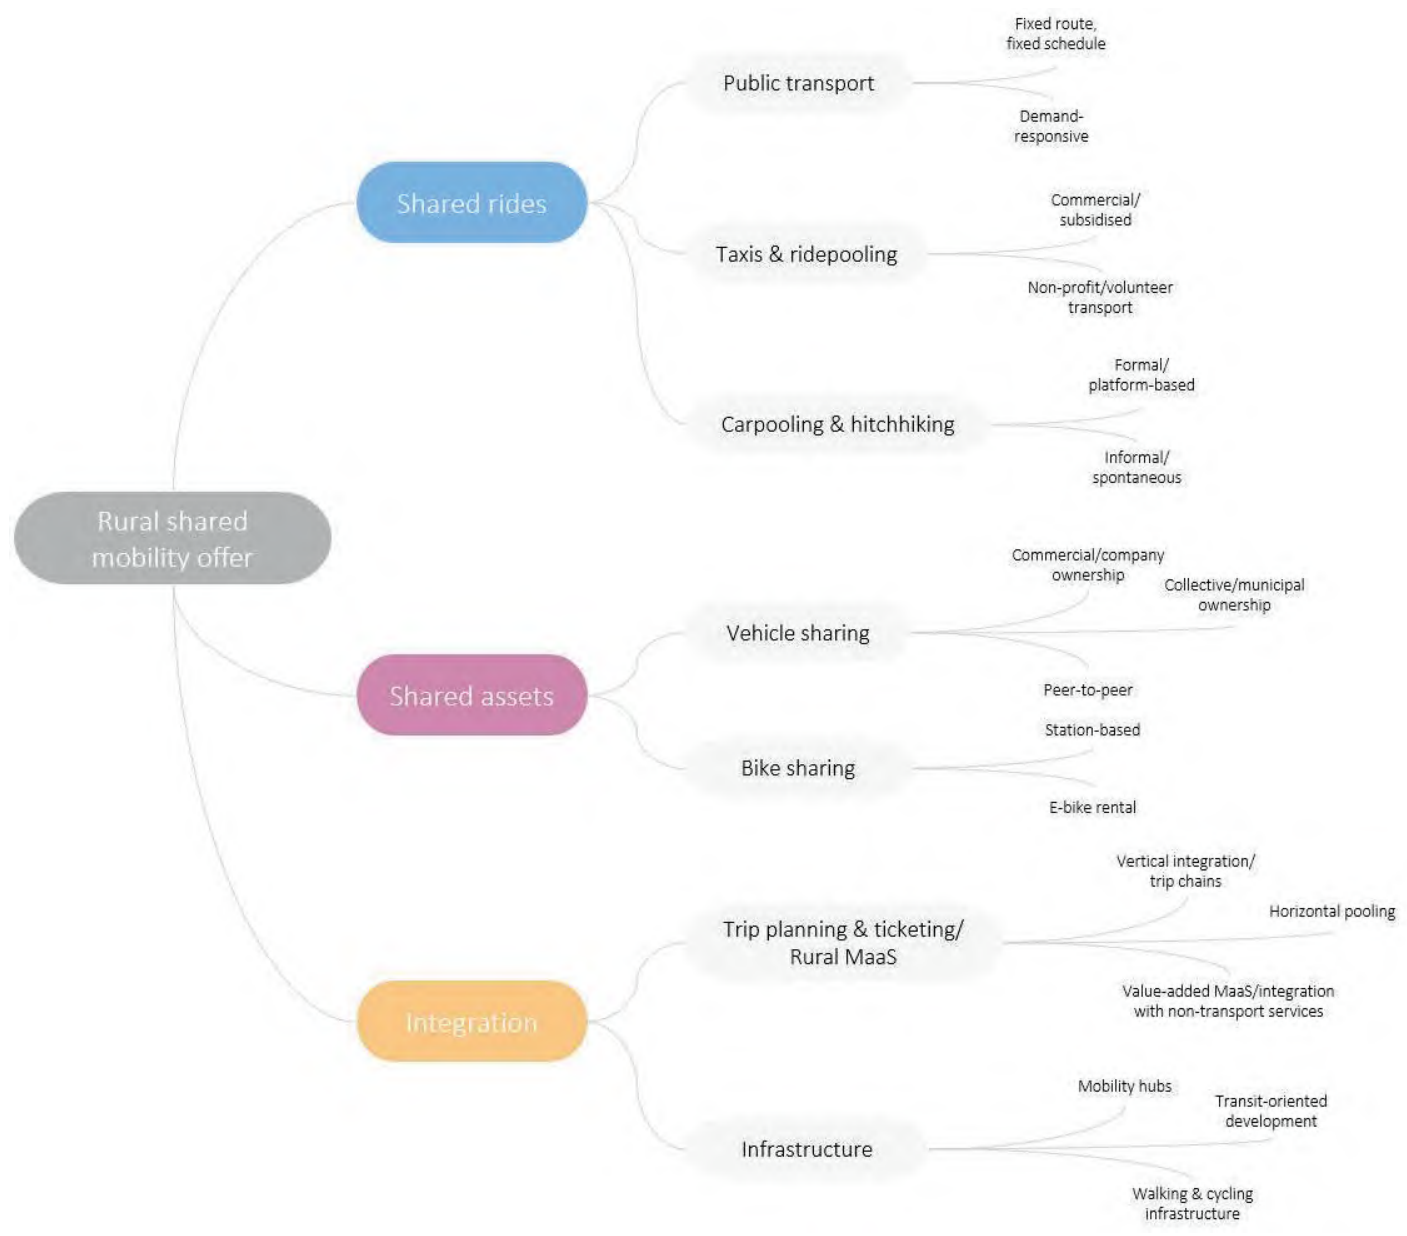 Fixed route,
fixed schedule
Public transport
Demand-
responsive
Shared rides
Commercial/
subsidised
Taxis & ridepooling
Non-profit/volunteer
transport
Formal/
platform-based
Carpooling & hitchhiking
Informal/
spontaneous
Rural shared
mobility offer
Commercial/company
ownership
Collective/municipal
ownership
Vehicle sharing
Peer-to-peer
Shared assets
Station-based
Bike sharing
E-bike rental
Vertical integration/
trip chains
Horizontal pooling
Trip planning & ticketing/
Rural MaaS
Value-added MaaS/integration
with non-transport services
Integration
Mobility hubs
Transit-oriented
development
Infrastructure
Walking & cycling
infrastructure